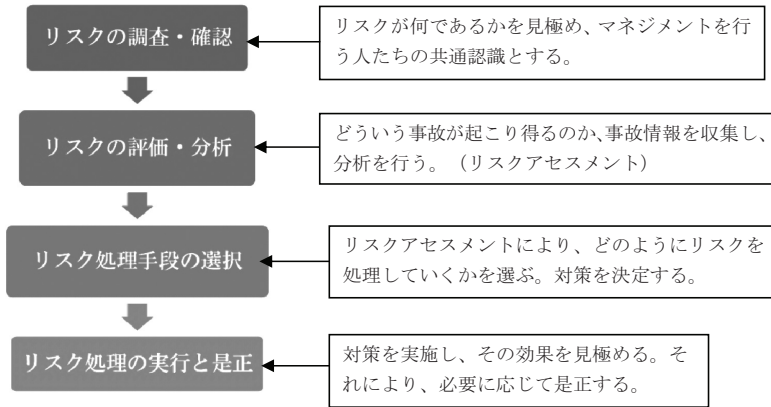 リスクの調査・確認
リスクが何であるかを見極め、マネジメントを行
う人たちの共通認識とする。
リスクの評価・分析
どういう事故が起こり得るのか、事故情報を収集し、
分析を行う。（リスクアセスメント）
リスク処理手段の選択
リスクアセスメントにより、どのようにリスクを
処理していくかを選ぶ。対策を決定する。
リスク処理の実行と是正
対策を実施し、その効果を見極める。そ
れにより、必要に応じて是正する。